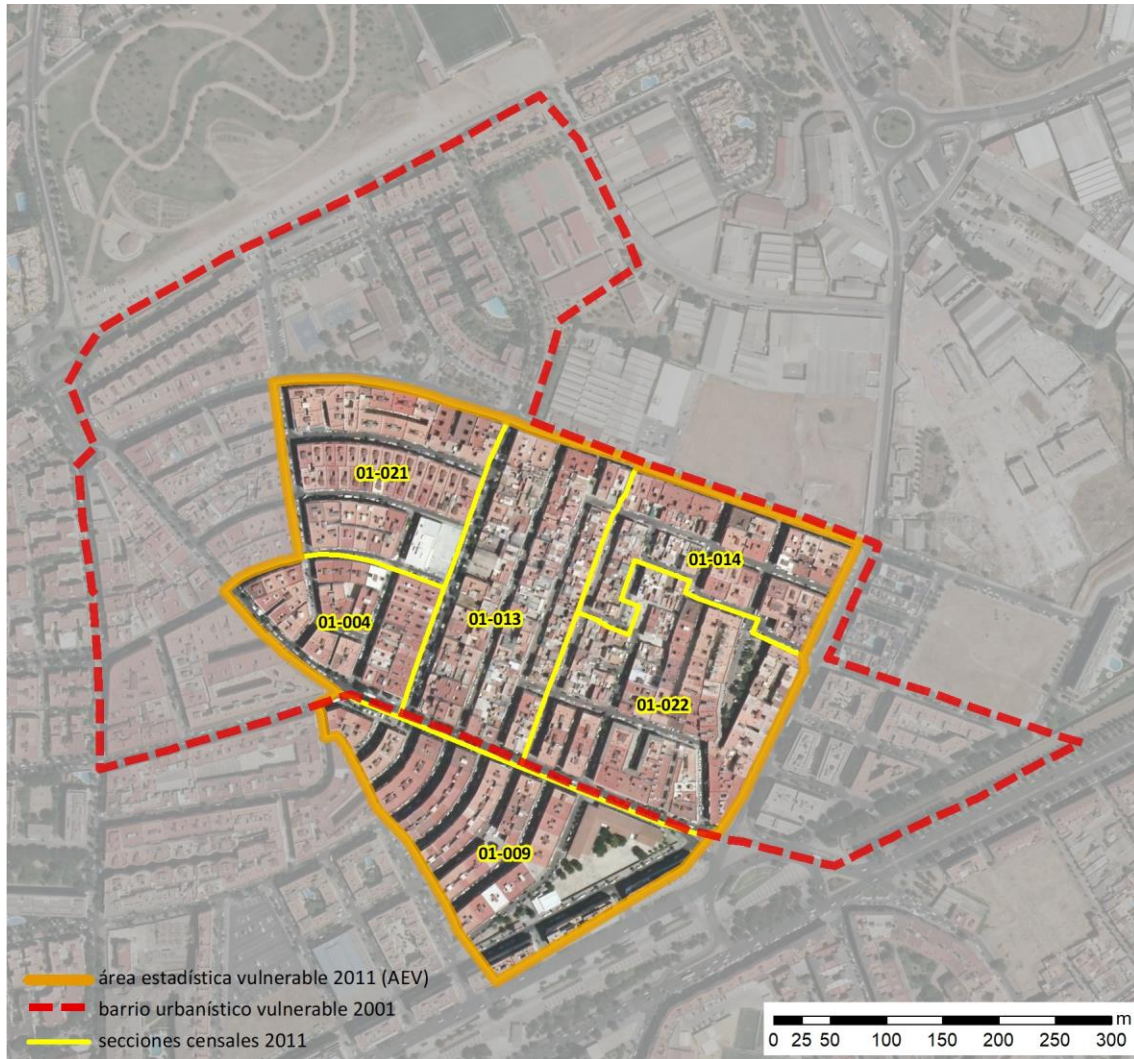 01-021
01-014
01-004
01-013
01-022
01-009
área estadística vulnerable 2011 (AEV)
barrio urbanístico vulnerable 2001
secciones censales 2011
m
0 25 50 100 150 200 250 300